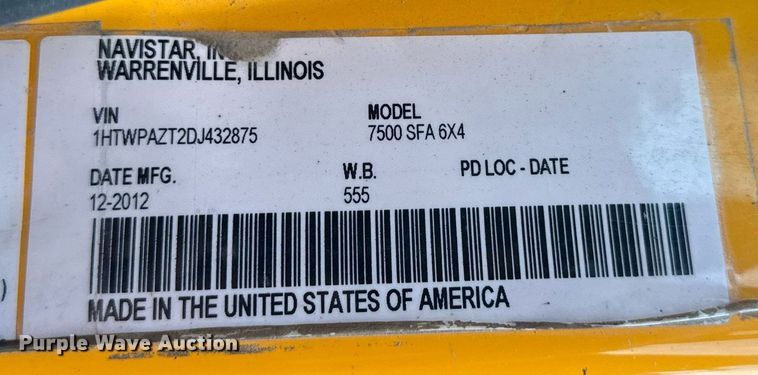 NAVISTAR,
WARRENVILLE, ILLINOIS
VIN MODEL
1HTWPAZT2DJ432875 7500 SFA 6X4
DATE MFG. W.B. PD LOC - DATE
12-2012 555
MADE IN THE UNITED STATES OF AMERICA
)
Purple Wave Auction